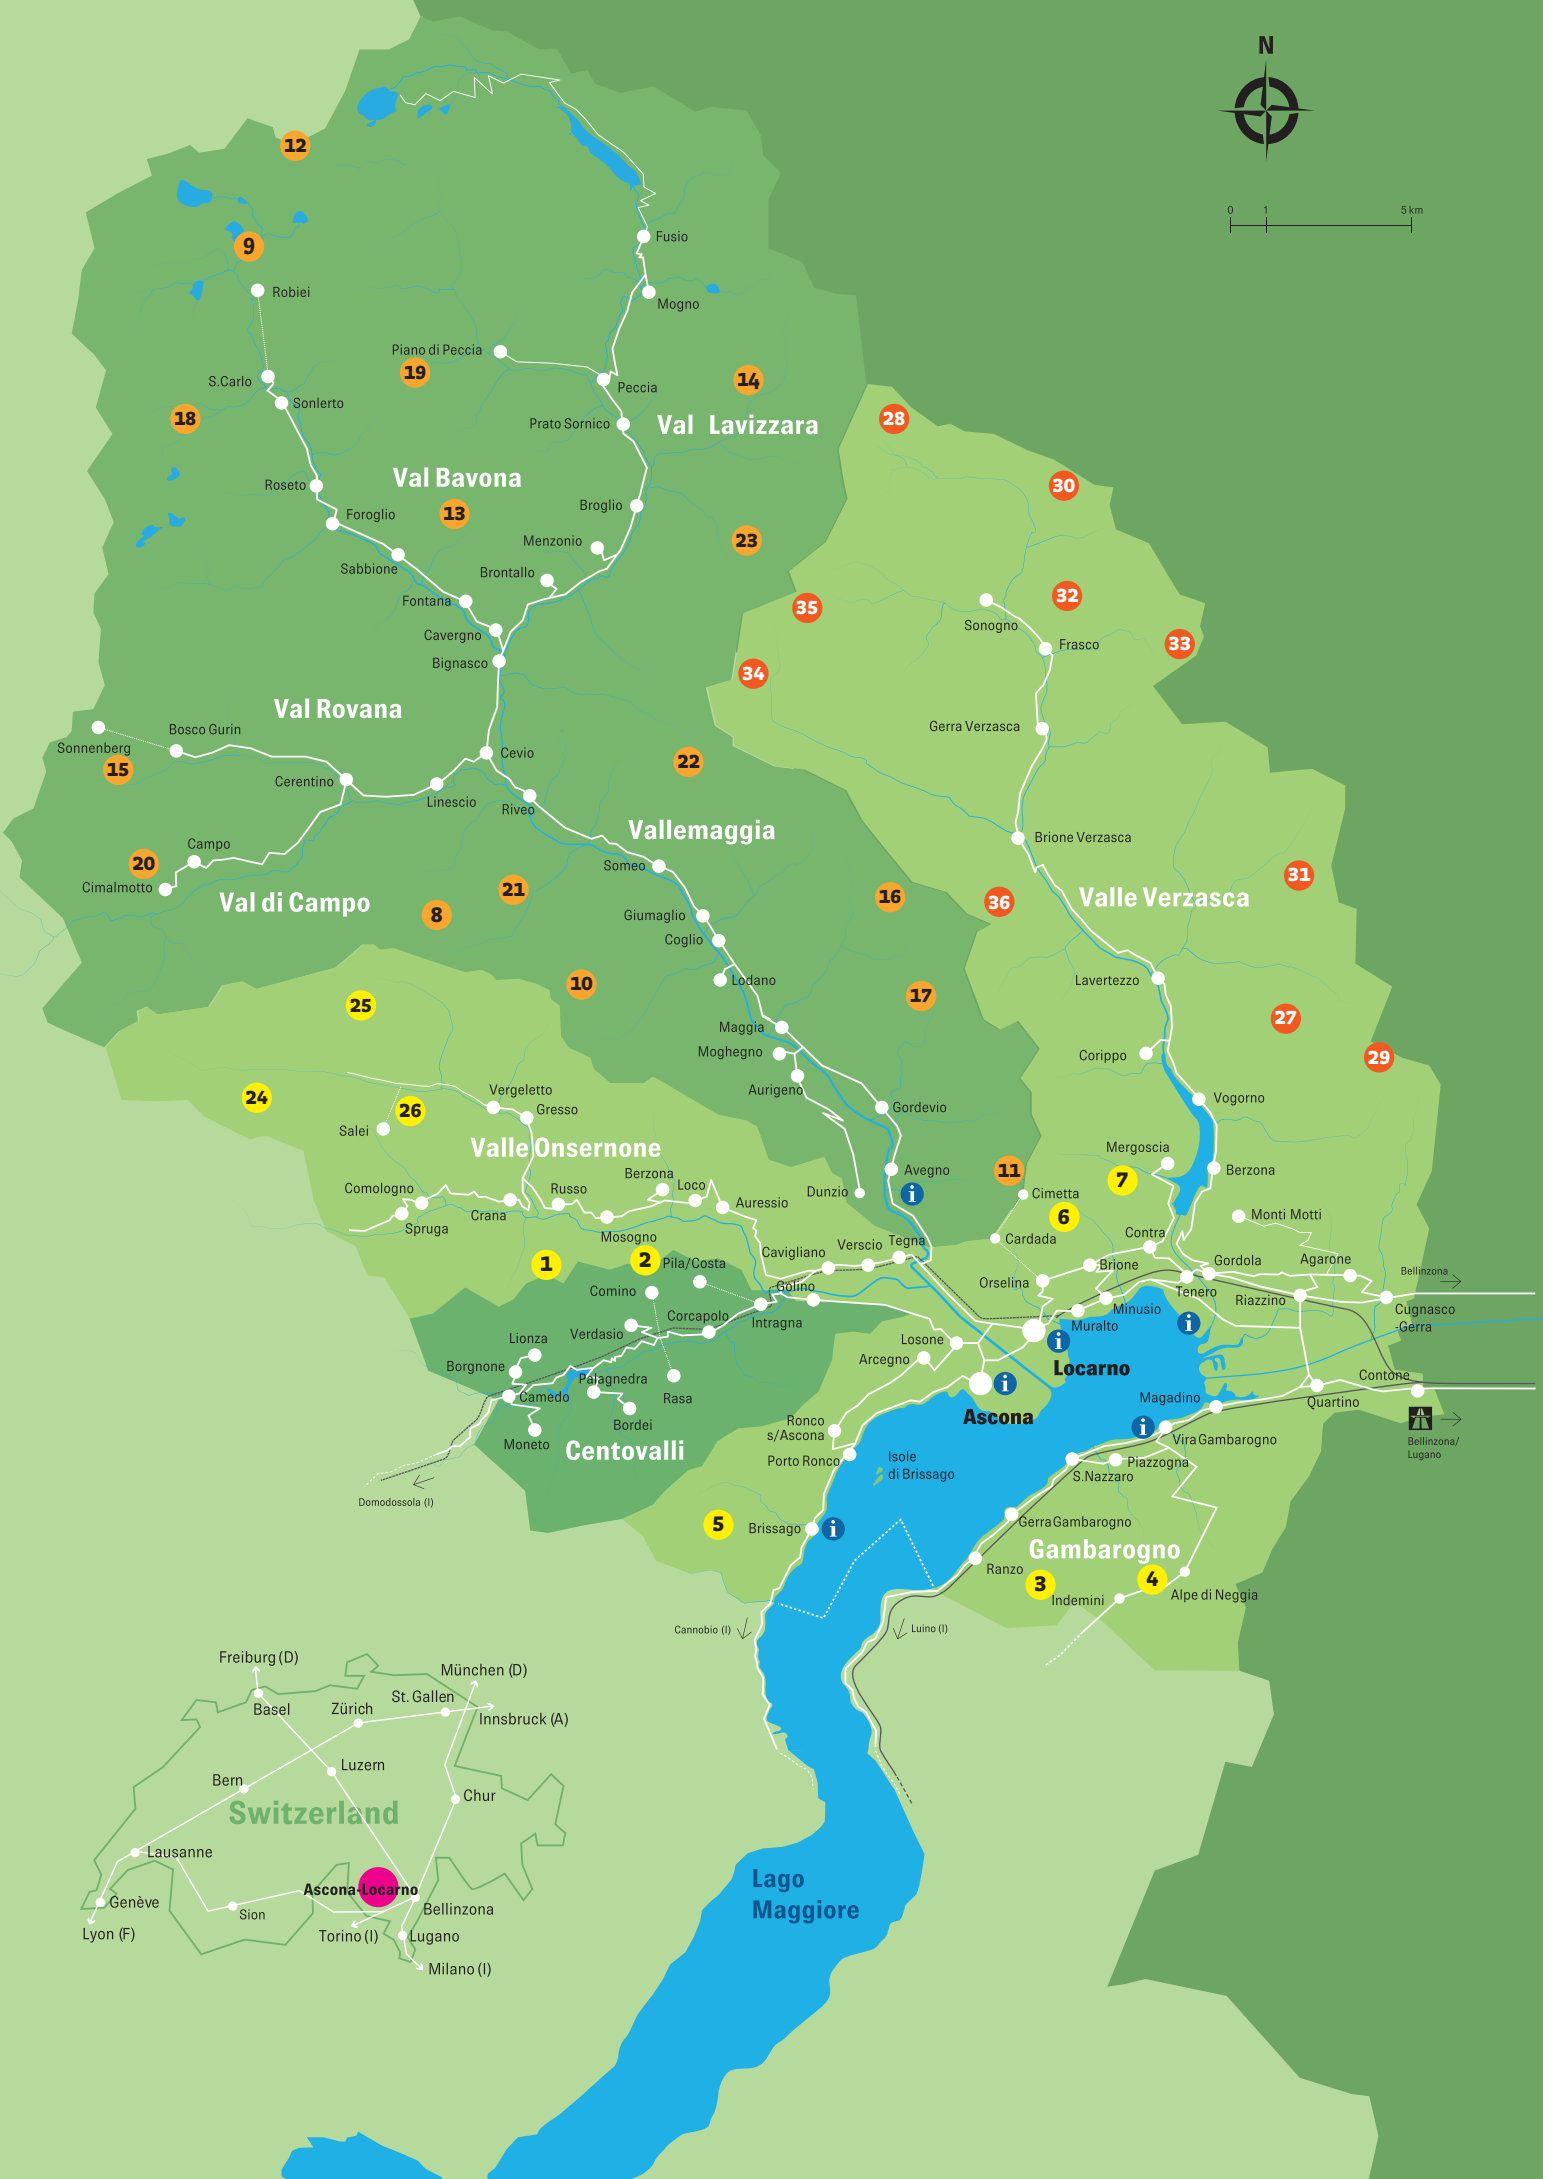 N
0 1 5 km
12
9
Robiei
Fusio
Mogno
Piano di Peccia
19
Peccia
14
S.Carlo
Sonlerto
18
Prato Sornico
Val Lavizzara
28
Val Bavona
13
30
Roseto
Foroglio
Broglio
Menzonio
23
Sabbione
Brontallo
Fontana
35
32
Sonogno
Cavergno
Frasco
33
Bignasco
34
Val Rovana
Gerra Verzasca
Bosco Gurin
Sonnenberg
15
Cevio
22
Cerentino
Linescio
Riveo
Vallemaggia
Brione Verzasca
Campo
20
Someo
Cimalmotto
31
21
Val di Campo
8
16
36
Valle Verzasca
Giumaglio
Coglio
10
Lodano
Lavertezzo
17
25
Maggia
27
Moghegno
Corippo
29
Aurigeno
24
Vergeletto
26
Gresso
Gordevio
Vogorno
Salei
Valle Onsernone
Mergoscia
Berzona
Avegno
11
7
Berzona
Comologno
Russo
Loco
Dunzio
i
Cimetta
Auressio
Crana
6
Monti Motti
Spruga
Mosogno
Contra
Cardada
Verscio
Tegna
Cavigliano
1
2
Pila/Costa
Brione
Gordola
Agarone
Bellinzona
Comino
Golino
Orselina
Tenero
Riazzino
Cugnasco
-Gerra
Corcapolo
Intragna
Minusio
Muralto
i
Lionza
Verdasio
Losone
i
Arcegno
Borgnone
Locarno
Palagnedra
Contone
Camedo
Rasa
i
Magadino
Quartino
Bordei
Ascona
Moneto
Ronco
s/Ascona
i
Vira Gambarogno
Centovalli
Bellinzona/
Lugano
Porto Ronco
Isole
di Brissago
Piazzogna
S.Nazzaro
Domodossola (I)
5
Brissago
i
Gerra Gambarogno
Gambarogno
Ranzo
3
4
Indemini
Alpe di Neggia
Cannobio (I)
Luino (I)
Freiburg (D)
München (D)
St. Gallen
Basel
Zürich
Innsbruck (A)
Luzern
Bern
Chur
Switzerland
Lausanne
Lago
Maggiore
Ascona-Locarno
Genève
Sion
Bellinzona
Lyon (F)
Torino (I)
Lugano
Milano (I)